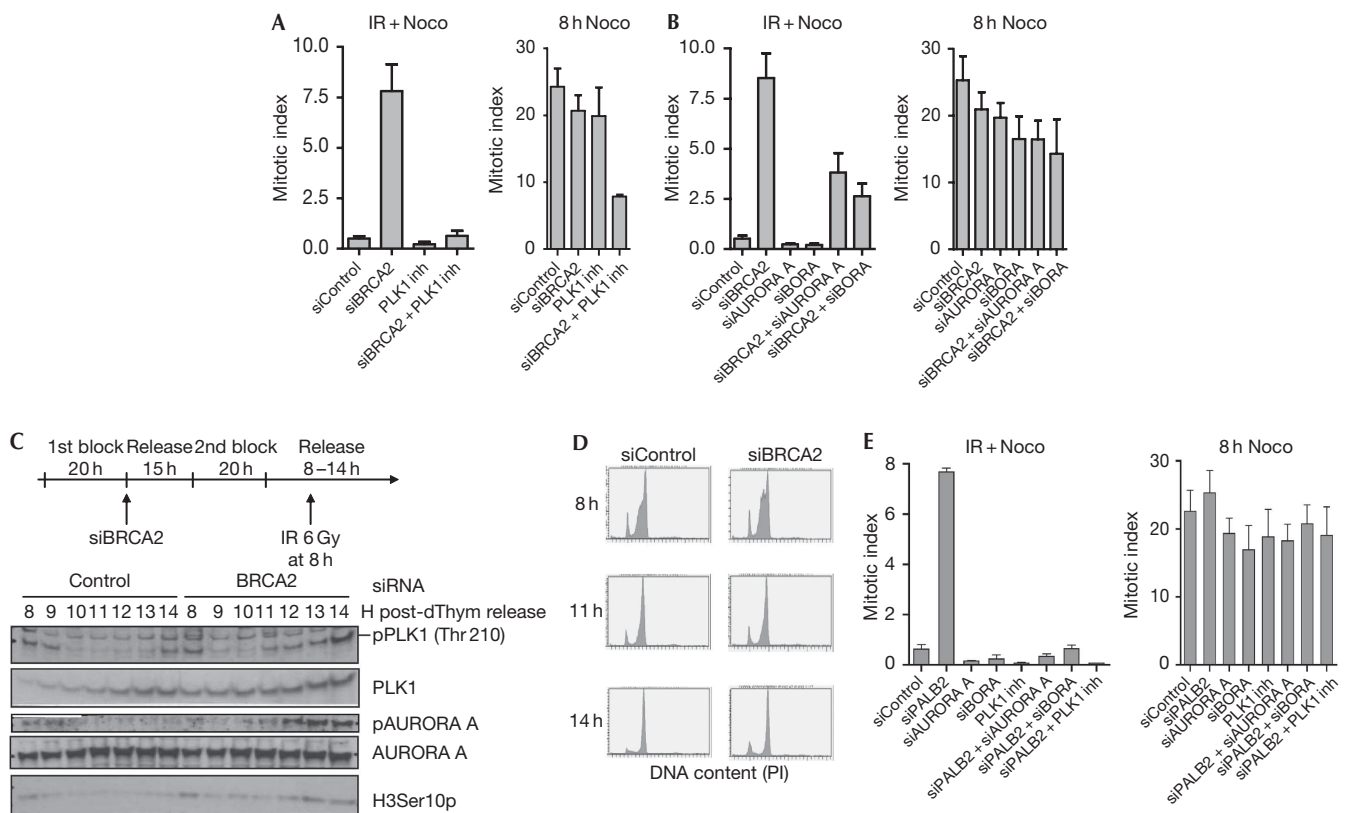 A
IR + Noco
Mitotic index
10.0
7.5
5.0
2.5
0.0
siControl
siBRCA2
PLK1 inh
siBRCA2 + PLK1 inh
8 h Noco
Mitotic index
30
20
10
0
siControl
siBRCA2
PLK1 inh
siBRCA2 + PLK1 inh
B
IR + Noco
Mitotic index
10.0
7.5
5.0
2.5
0.0
siControl
siBRCA2
siAURORA A
siBORA
siBRCA2 + siAURORA A
siBRCA2 + siBORA
8 h Noco
Mitotic index
30
20
10
0
siControl
siBRCA2
siAURORA A
siBORA
siBRCA2 + siAURORA A
siBRCA2 + siBORA
C
1st block Release 2nd block Release
20 h 15 h 20 h 8–14 h
siBRCA2
IR 6 Gy
at 8 h
Control BRCA2 siRNA
8 9 10 11 12 13 14 8 9 10 11 12 13 14 H post-dThym release
pPLK1 (Thr 210)
PLK1
pAURORA A
AURORA A
H3Ser10p
D
siControl siBRCA2
8 h
11 h
14 h
DNA content (PI)
E
IR + Noco
Mitotic index
8
6
4
2
0
siControl
siPALB2
siAURORA A
siBORA
PLK1 inh
siPALB2 + siAURORA A
siPALB2 + siBORA
siPALB2 + PLK1 inh
8 h Noco
Mitotic index
30
20
10
0
siControl
siPALB2
siAURORA A
siBORA
PLK1 inh
siPALB2 + siAURORA A
siPALB2 + siBORA
siPALB2 + PLK1 inh